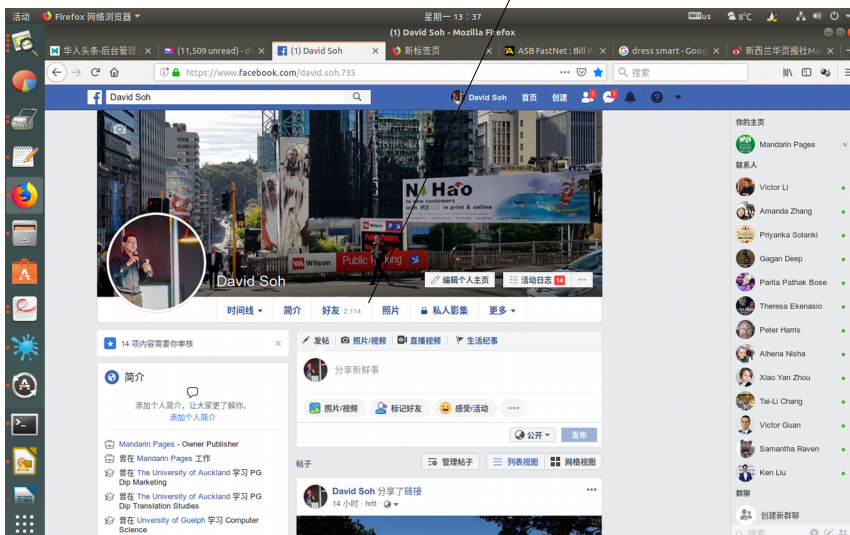 活动 Firefox 网络浏览器 星期一 13:37 us 8°C
(1) David Soh - Mozilla Firefox
华人头条-后台管理 (11,509 unread) - d (1) David Soh 新标签页 ASB FastNet : Bill P dress smart - Goog 新西兰华页报社Ma
https://www.facebook.com/david.soh.735 搜索
David Soh David Soh 首页 创建
你的主页
Mandarin Pages 9
联系人
Victor Li
Amanda Zhang
Priyanka Solanki
Gagan Deep
Parita Pathak Bose
Theresa Ekenasio
Peter Harris
Alhena Nisha
Xiao Yan Zhou
Tai-Li Chang
Victor Guan
Samantha Raven
Ken Liu
群聊
创建新群聊
搜索
Ni Hao
to new customers
with in print & online
Wilson
Public Parking
David Soh 编辑个人主页 活动日志 14 ...
时间线 简介 好友 2,114 照片 私人影集 更多
14 项内容需要你审核
简介
添加个人简介，让大家更了解你。
添加个人简介
Mandarin Pages - Owner Publisher
曾在 Mandarin Pages 工作
曾在 The University of Auckland 学习 PG
Dip Marketing
曾在 The University of Auckland 学习 PG
Dip Translation Studies
曾在 Unversity of Guelph 学习 Computer
Science
发帖 照片/视频 直播视频 生活纪事
分享新鲜事
照片/视频 标记好友 感受/活动 ...
公开 发布
帖子 管理帖子 列表视图 网格视图
David Soh 分享了链接
14 小时 · hrtt ·